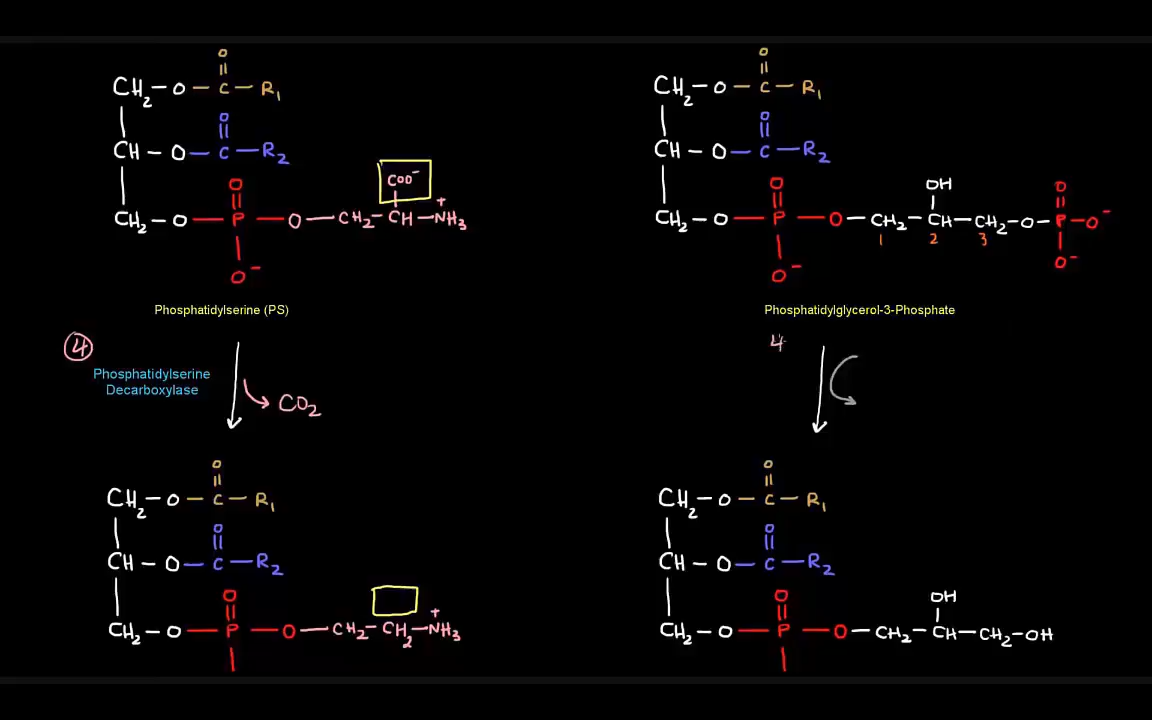 O
CH2-O-C-R1
O
CH-O-C-R2
O
COO-
CH2-O-P-O-CH2-CH-NH3+
O-
Phosphatidylserine (PS)
4
Phosphatidylserine
Decarboxylase
CO2
O
CH2-O-C-R1
O
CH-O-C-R2
O
CH2-O-P-O-CH2-CH2-NH3+
O
CH2-O-C-R1
O
CH-O-C-R2
O
OH
O
CH2-O-P-O-CH2-CH-CH2-O-P-O-
1 2 3
O-
O-
Phosphatidylglycerol-3-Phosphate
4
O
CH2-O-C-R1
O
CH-O-C-R2
O
OH
CH2-O-P-O-CH2-CH-CH2-OH